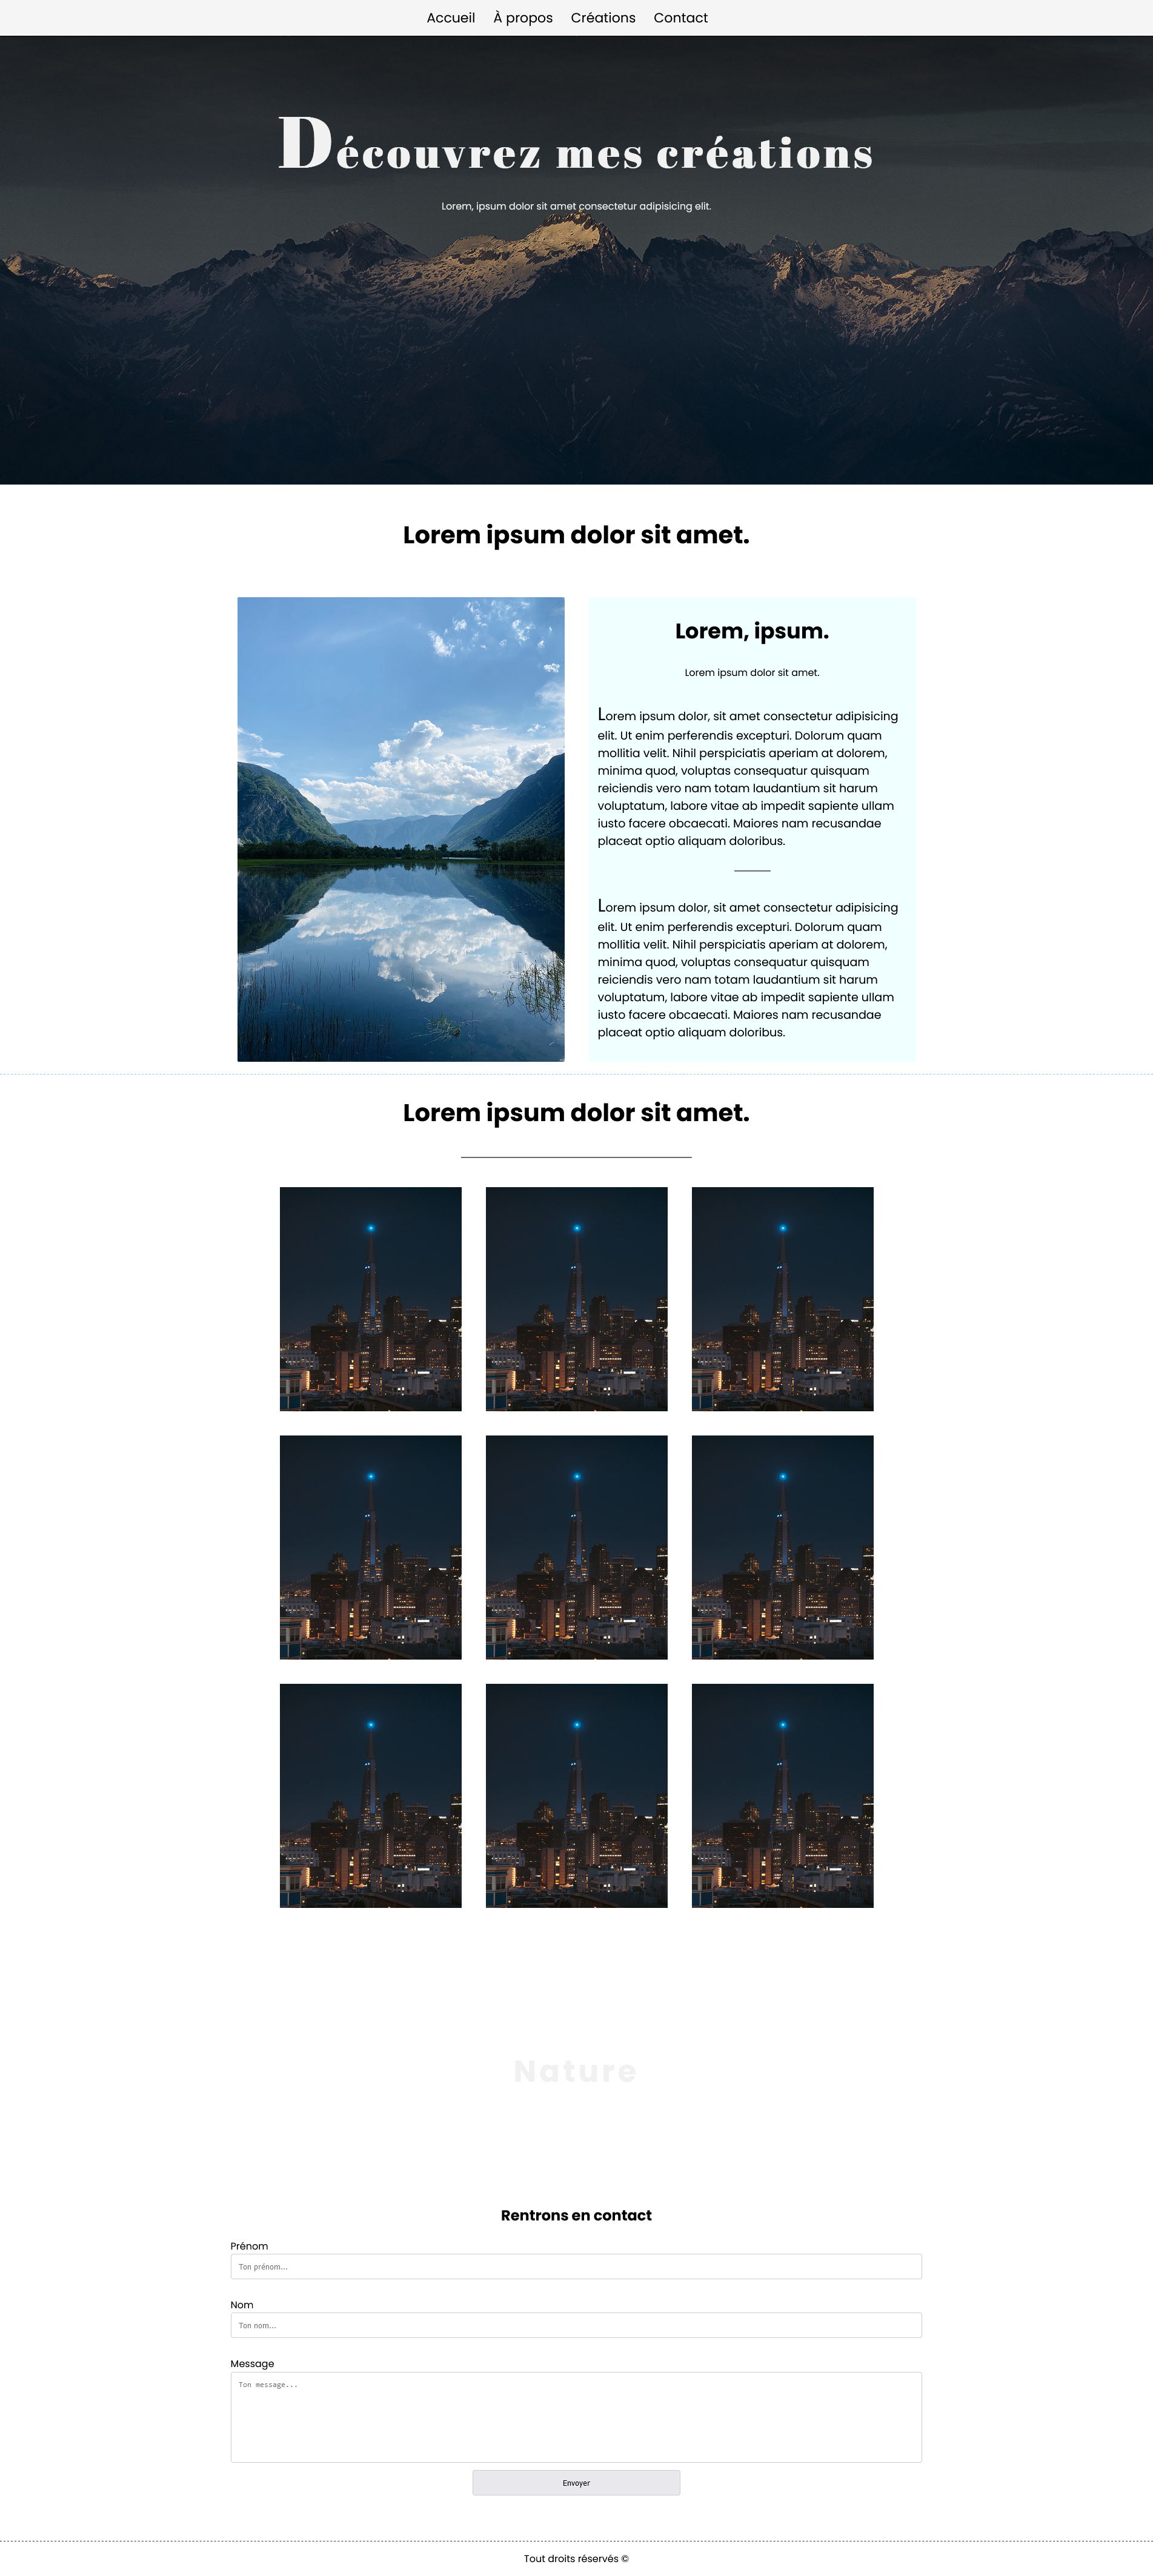 Accueil À propos Créations Contact
Découvrez mes créations
Lorem, ipsum dolor sit amet consectetur adipisicing elit.
Lorem ipsum dolor sit amet.
Lorem, ipsum.
Lorem ipsum dolor sit amet.
Lorem ipsum dolor, sit amet consectetur adipisicing
elit. Ut enim perferendis excepturi. Dolorum quam
mollitia velit. Nihil perspiciatis aperiam at dolorem,
minima quod, voluptas consequatur quisquam
reiciendis vero nam totam laudantium sit harum
voluptatum, labore vitae ab impedit sapiente ullam
iusto facere obcaecati. Maiores nam recusandae
placeat optio aliquam doloribus.
Lorem ipsum dolor, sit amet consectetur adipisicing
elit. Ut enim perferendis excepturi. Dolorum quam
mollitia velit. Nihil perspiciatis aperiam at dolorem,
minima quod, voluptas consequatur quisquam
reiciendis vero nam totam laudantium sit harum
voluptatum, labore vitae ab impedit sapiente ullam
iusto facere obcaecati. Maiores nam recusandae
placeat optio aliquam doloribus.
Lorem ipsum dolor sit amet.
Nature
Rentrons en contact
Prénom
Ton prénom...
Nom
Ton nom...
Message
Ton message...
Envoyer
Tout droits réservés ©